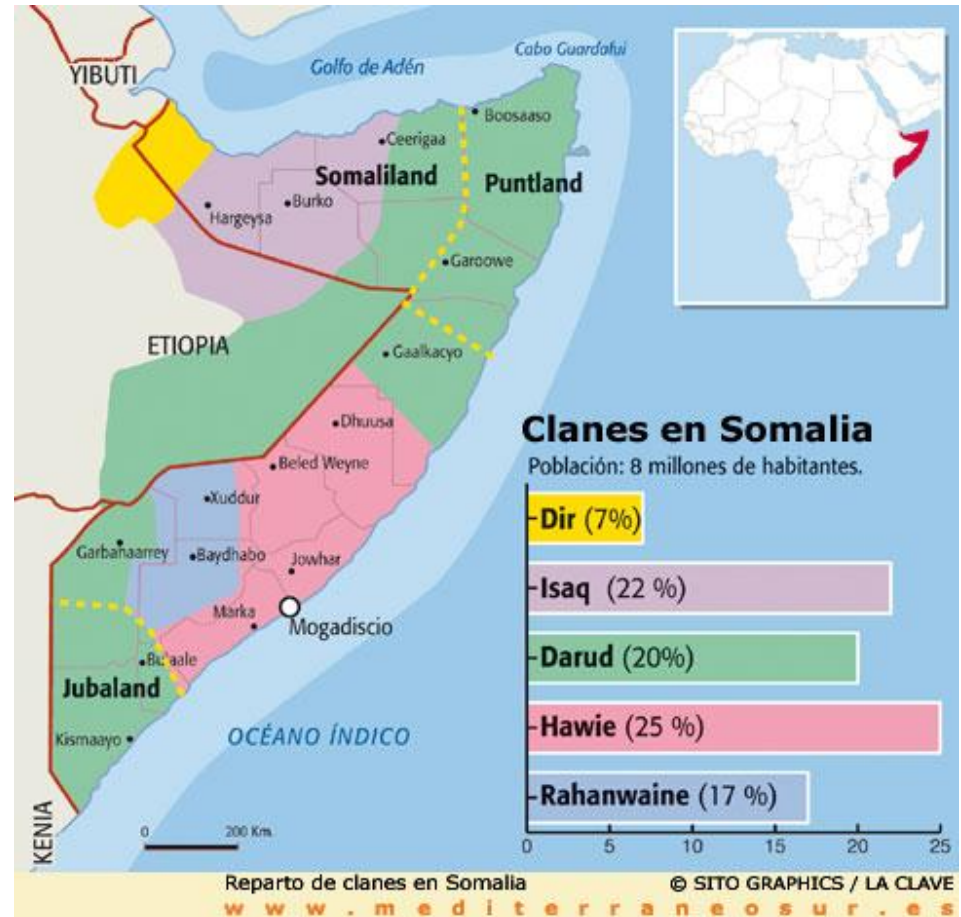 YIBUTI
Golfo de Adén
Cabo Guardafui
Boosaaso
Ceerigaa
Somaliland
Puntland
Burko
Hargeysa
Garoowe
ETIOPIA
Gaalkacyo
Dhuusa
Beled Weyne
Xuddur
Garbahaarrey
Baydhabo
Jowhar
Marka
Mogadiscio
Bu'aale
Jubaland
Kismaayo
OCÉANO ÍNDICO
KENIA
0 200 Km.
Clanes en Somalia
Población: 8 millones de habitantes.
Dir (7%)
Isaq (22 %)
Darud (20%)
Hawie (25 %)
Rahanwaine (17 %)
0 5 10 15 20 25
Reparto de clanes en Somalia
© SITO GRAPHICS / LA CLAVE
www.mediterraneosur.es